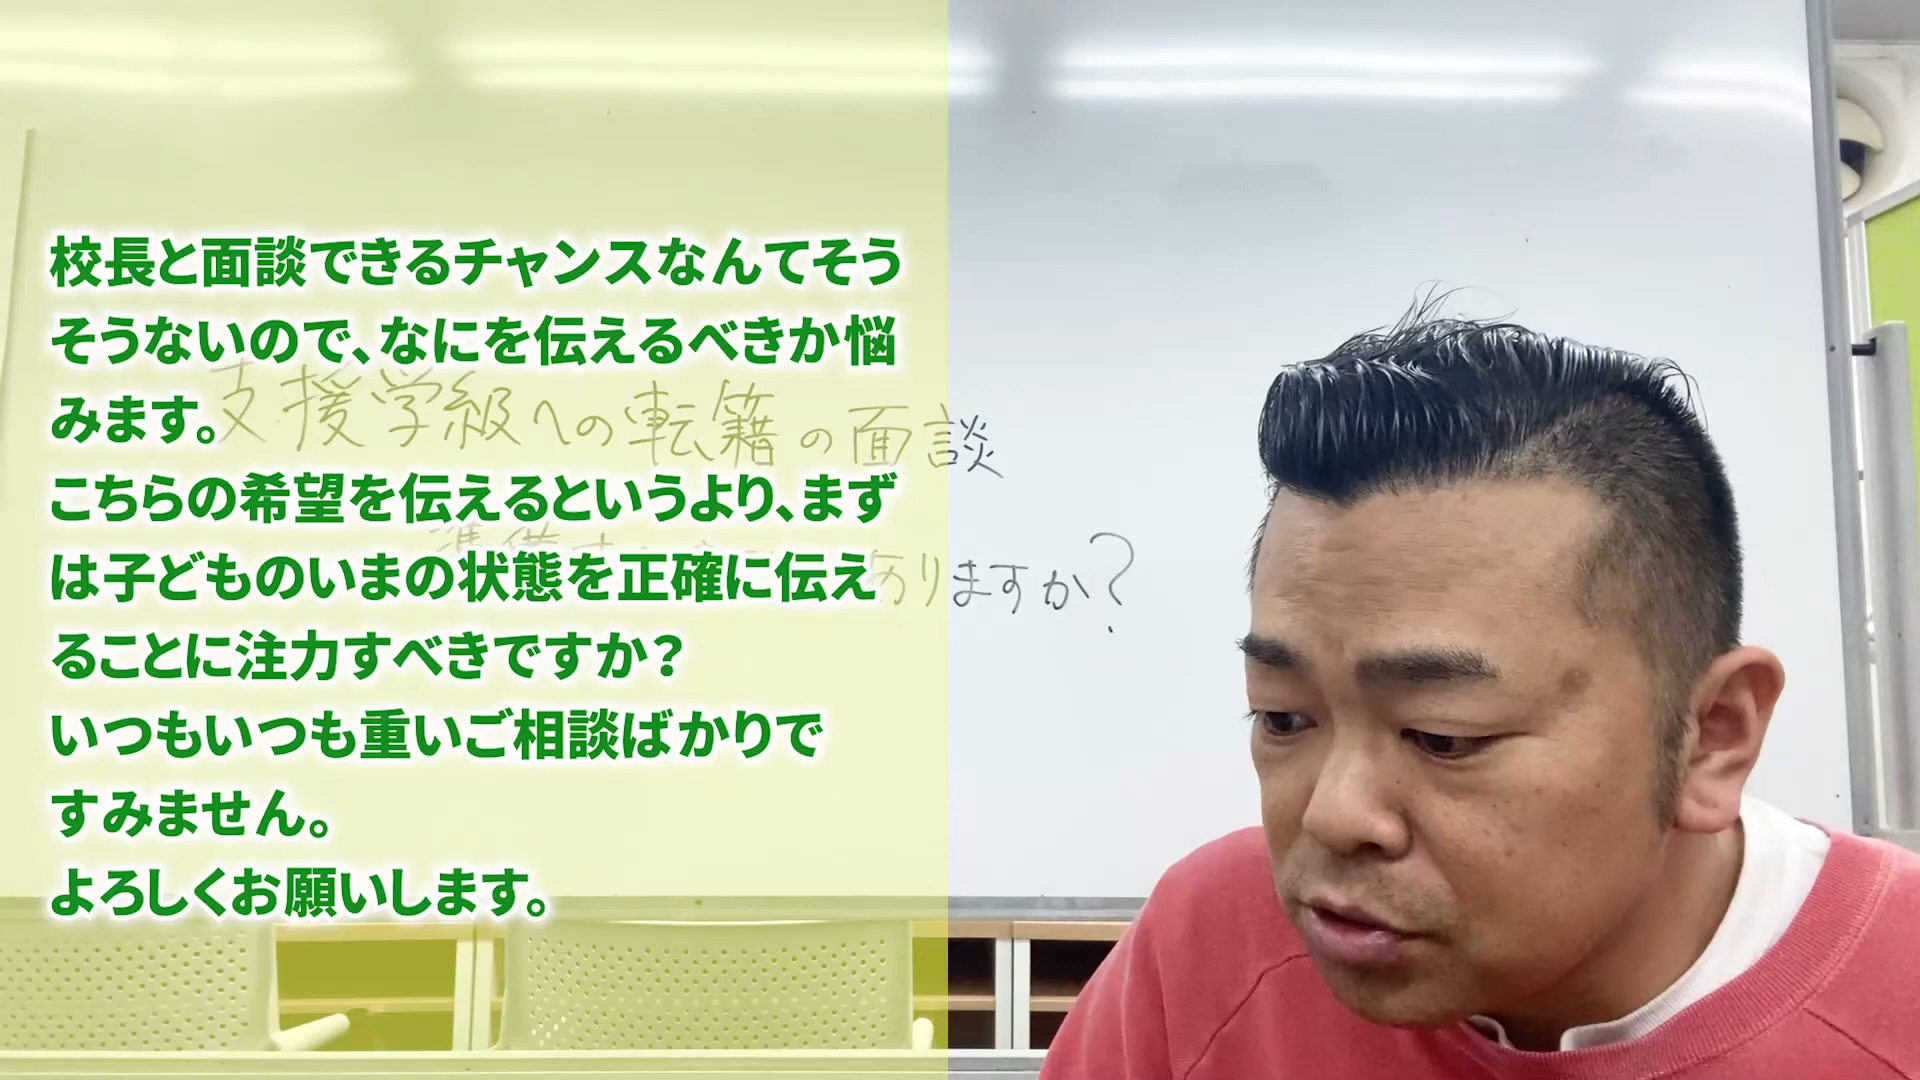 校長と面談できるチャンスなんてそう
そうないので、なにを伝えるべきか悩
みます。
こちらの希望を伝えるというより、まず
は子どものいまの状態を正確に伝え
ることに注力すべきですか？
いつもいつも重いご相談ばかりで
すみません。
よろしくお願いします。
支援学級への転籍の面談
ありますか？